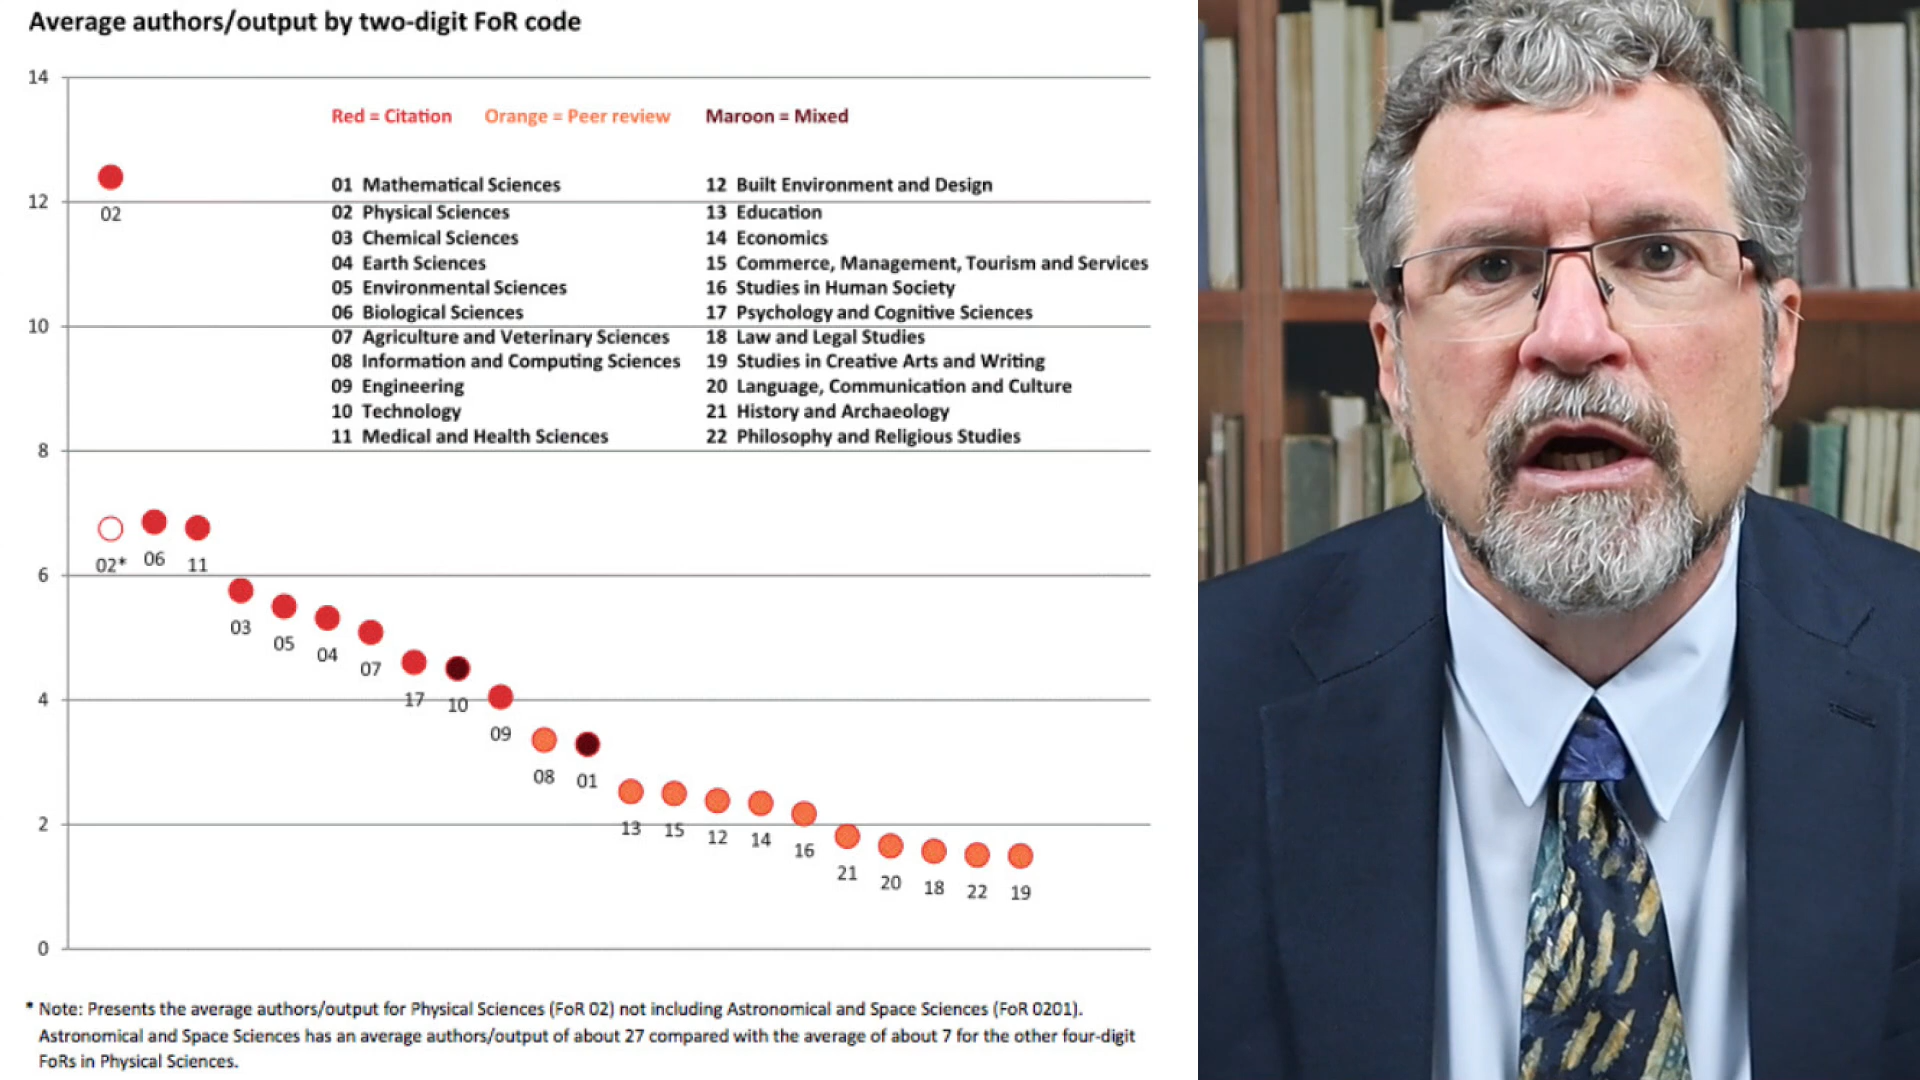 Average authors/output by two-digit FoR code
14
12
10
8
6
4
2
0
Red = Citation Orange = Peer review Maroon = Mixed
01 Mathematical Sciences
02 Physical Sciences
03 Chemical Sciences
04 Earth Sciences
05 Environmental Sciences
06 Biological Sciences
07 Agriculture and Veterinary Sciences
08 Information and Computing Sciences
09 Engineering
10 Technology
11 Medical and Health Sciences
12 Built Environment and Design
13 Education
14 Economics
15 Commerce, Management, Tourism and Services
16 Studies in Human Society
17 Psychology and Cognitive Sciences
18 Law and Legal Studies
19 Studies in Creative Arts and Writing
20 Language, Communication and Culture
21 History and Archaeology
22 Philosophy and Religious Studies
02
02*
06
11
03
05
04
07
17
10
09
08
01
13
15
12
14
16
21
20
18
22
19
* Note: Presents the average authors/output for Physical Sciences (FoR 02) not including Astronomical and Space Sciences (FoR 0201).
Astronomical and Space Sciences has an average authors/output of about 27 compared with the average of about 7 for the other four-digit
FoRs in Physical Sciences.